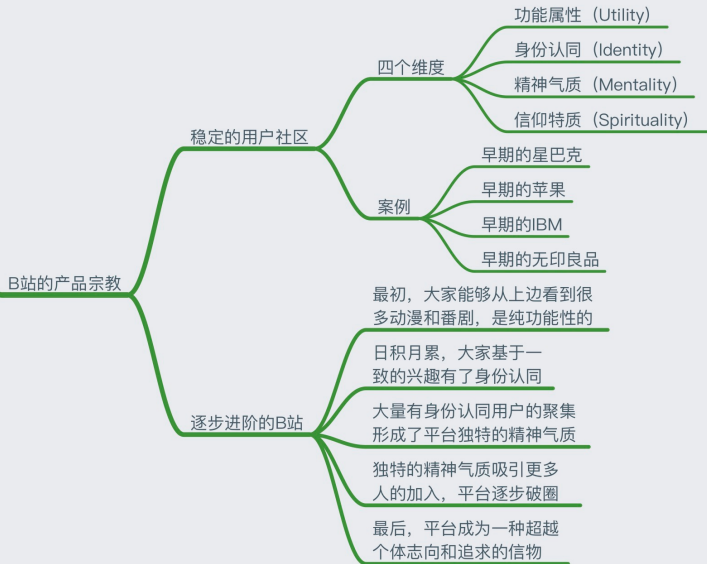 B站的产品宗教
稳定的用户社区
四个维度
功能属性（Utility）
身份认同（Identity）
精神气质（Mentality）
信仰特质（Spirituality）
案例
早期的星巴克
早期的苹果
早期的IBM
早期的无印良品
逐步进阶的B站
最初，大家能够从上边看到很
多动漫和番剧，是纯功能性的
日积月累，大家基于一
致的兴趣有了身份认同
大量有身份认同用户的聚集
形成了平台独特的精神气质
独特的精神气质吸引更多
人的加入，平台逐步破圈
最后，平台成为一种超越
个体志向和追求的信物